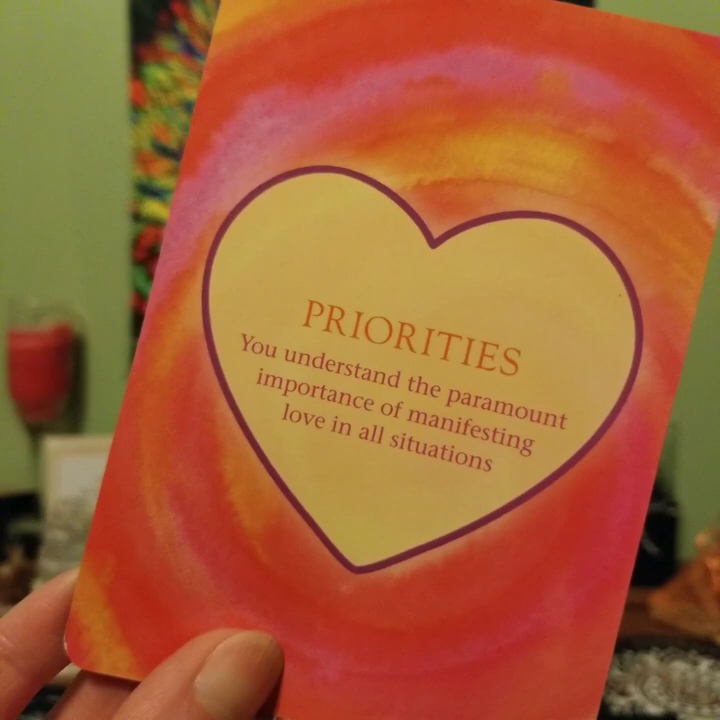 PRIORITIES
You understand the paramount
importance of manifesting
love in all situations